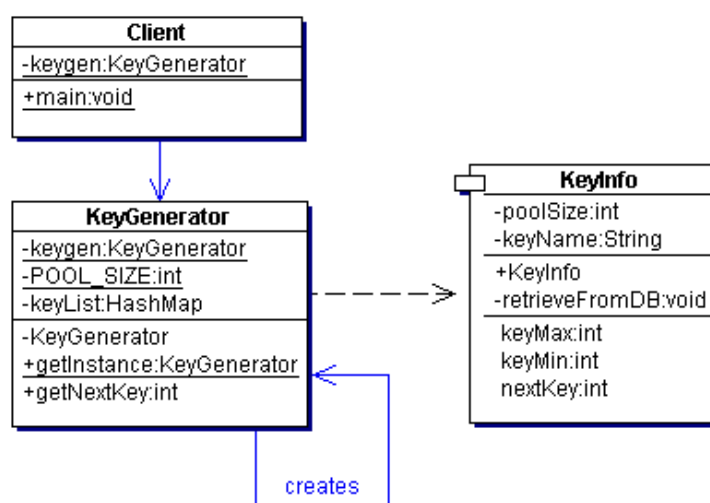 Client
-keygen:KeyGenerator
+main:void
KeyGenerator
-keygen:KeyGenerator
-POOL_SIZE:int
-keyList:HashMap
-KeyGenerator
+getInstance:KeyGenerator
+getNextKey:int
creates
KeyInfo
-poolSize:int
-keyName:String
+KeyInfo
-retrieveFromDB:void
keyMax:int
keyMin:int
nextKey:int